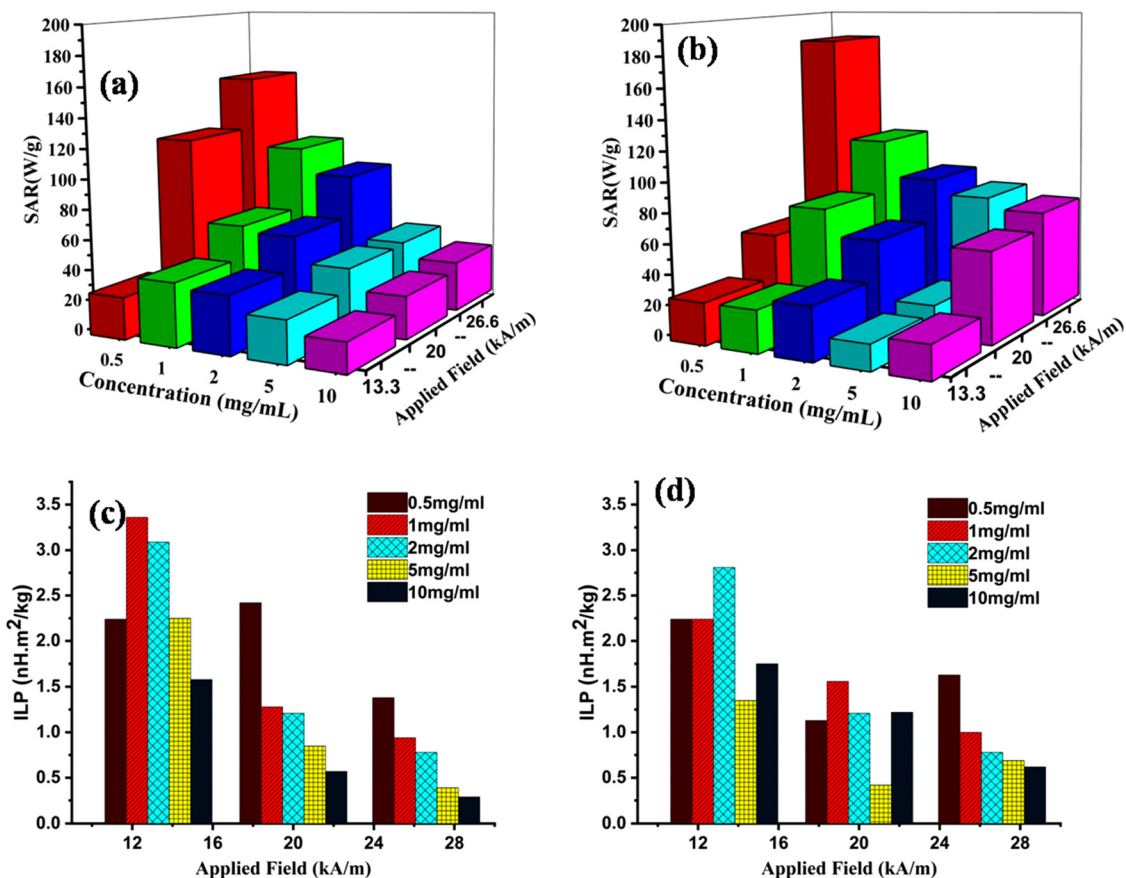 (a)
SAR(W/g)
200
180
160
140
120
100
80
60
40
20
0
0.5
1
2
5
10
Concentration (mg/mL)
13.3
--
20
--
26.6
Applied Field (kA/m)
(b)
SAR(W/g)
200
180
160
140
120
100
80
60
40
20
0
0.5
1
2
5
10
Concentration (mg/mL)
13.3
--
20
--
26.6
Applied Field (kA/m)
(c)
ILP (nH.m²/kg)
3.5
3.0
2.5
2.0
1.5
1.0
0.5
0.0
0.5mg/ml
1mg/ml
2mg/ml
5mg/ml
10mg/ml
12 16 20 24 28
Applied Field (kA/m)
(d)
ILP (nH.m²/kg)
3.5
3.0
2.5
2.0
1.5
1.0
0.5
0.0
0.5mg/ml
1mg/ml
2mg/ml
5mg/ml
10mg/ml
12 16 20 24 28
Applied Field (kA/m)